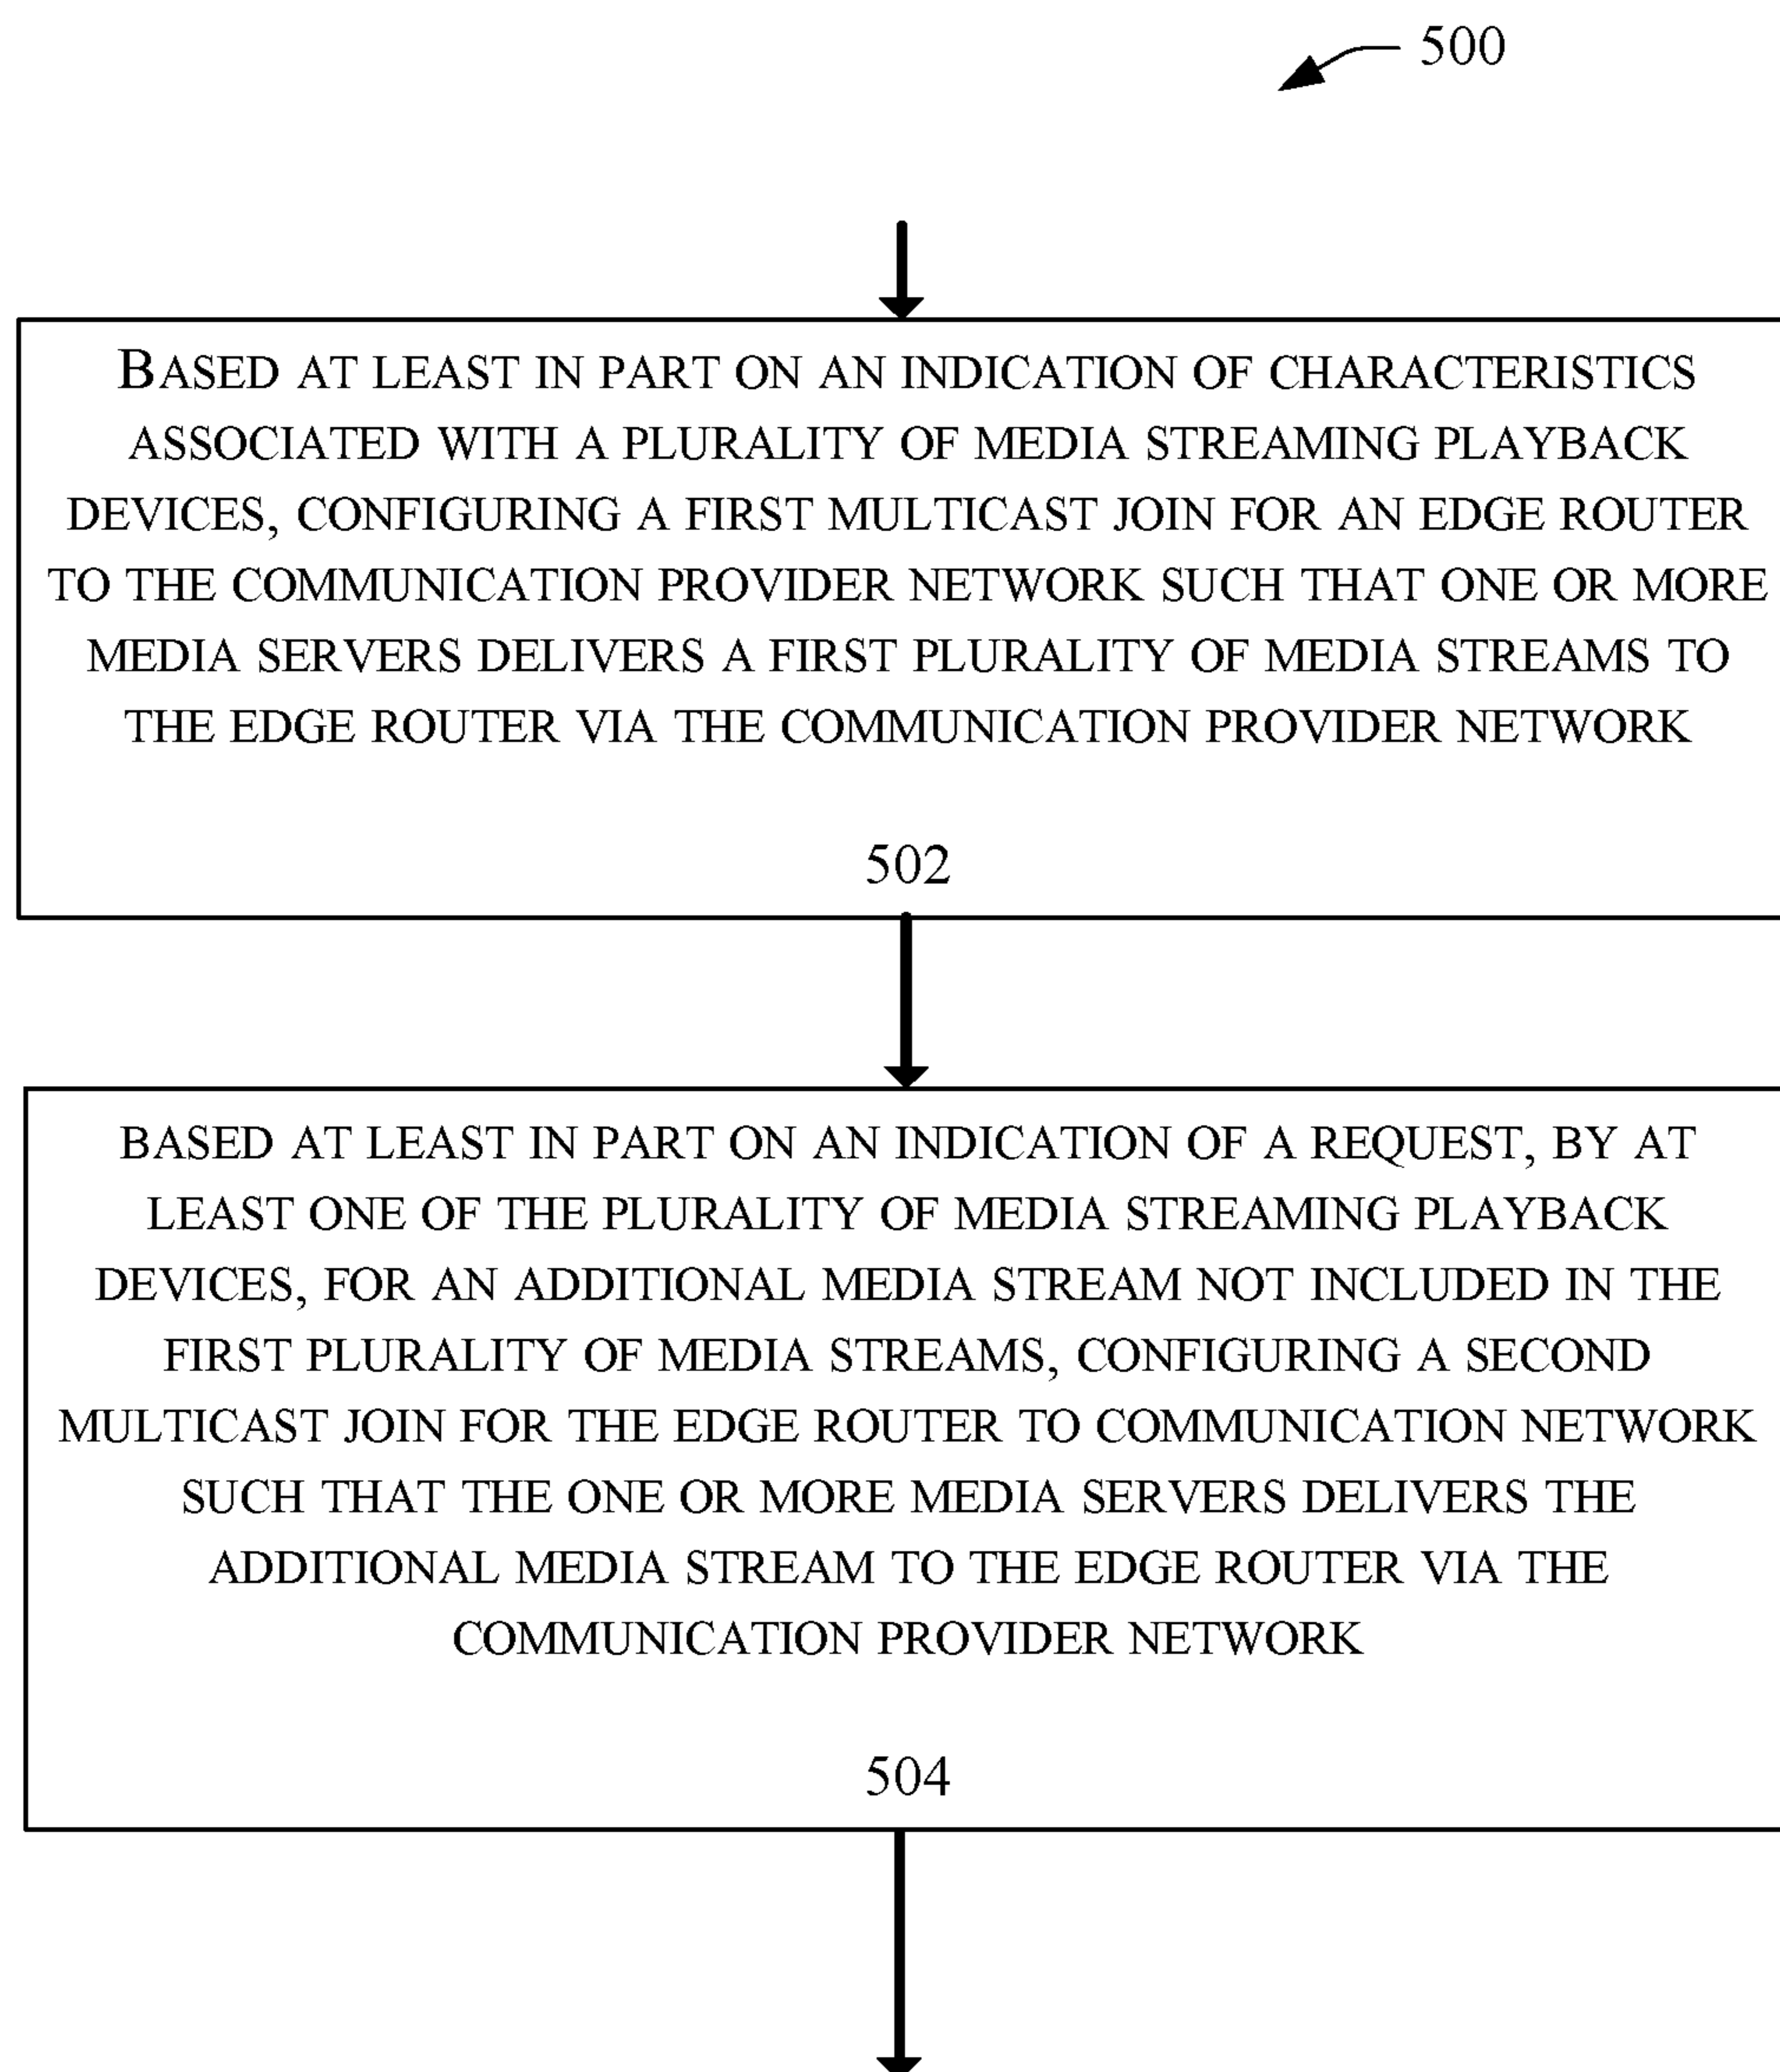 500
BASED AT LEAST IN PART ON AN INDICATION OF CHARACTERISTICS
ASSOCIATED WITH A PLURALITY OF MEDIA STREAMING PLAYBACK
DEVICES, CONFIGURING A FIRST MULTICAST JOIN FOR AN EDGE ROUTER
TO THE COMMUNICATION PROVIDER NETWORK SUCH THAT ONE OR MORE
MEDIA SERVERS DELIVERS A FIRST PLURALITY OF MEDIA STREAMS TO
THE EDGE ROUTER VIA THE COMMUNICATION PROVIDER NETWORK
502
BASED AT LEAST IN PART ON AN INDICATION OF A REQUEST, BY AT
LEAST ONE OF THE PLURALITY OF MEDIA STREAMING PLAYBACK
DEVICES, FOR AN ADDITIONAL MEDIA STREAM NOT INCLUDED IN THE
FIRST PLURALITY OF MEDIA STREAMS, CONFIGURING A SECOND
MULTICAST JOIN FOR THE EDGE ROUTER TO COMMUNICATION NETWORK
SUCH THAT THE ONE OR MORE MEDIA SERVERS DELIVERS THE
ADDITIONAL MEDIA STREAM TO THE EDGE ROUTER VIA THE
COMMUNICATION PROVIDER NETWORK
504